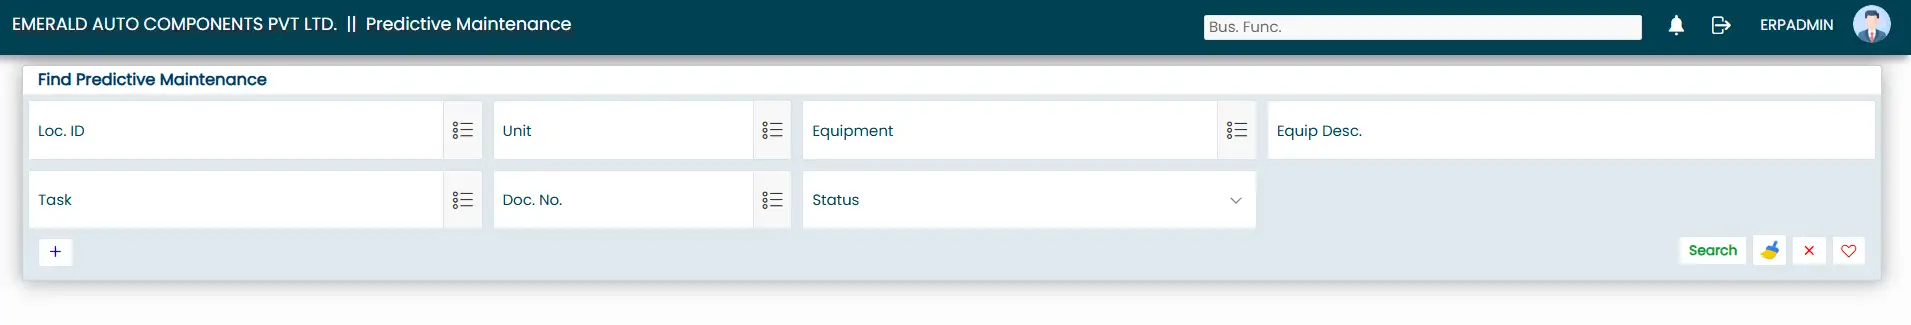 EMERALD AUTO COMPONENTS PVT LTD. || Predictive Maintenance
Bus. Func.
ERPADMIN
Find Predictive Maintenance
Loc. ID
Unit
Equipment
Equip Desc.
Task
Doc. No.
Status
+
Search